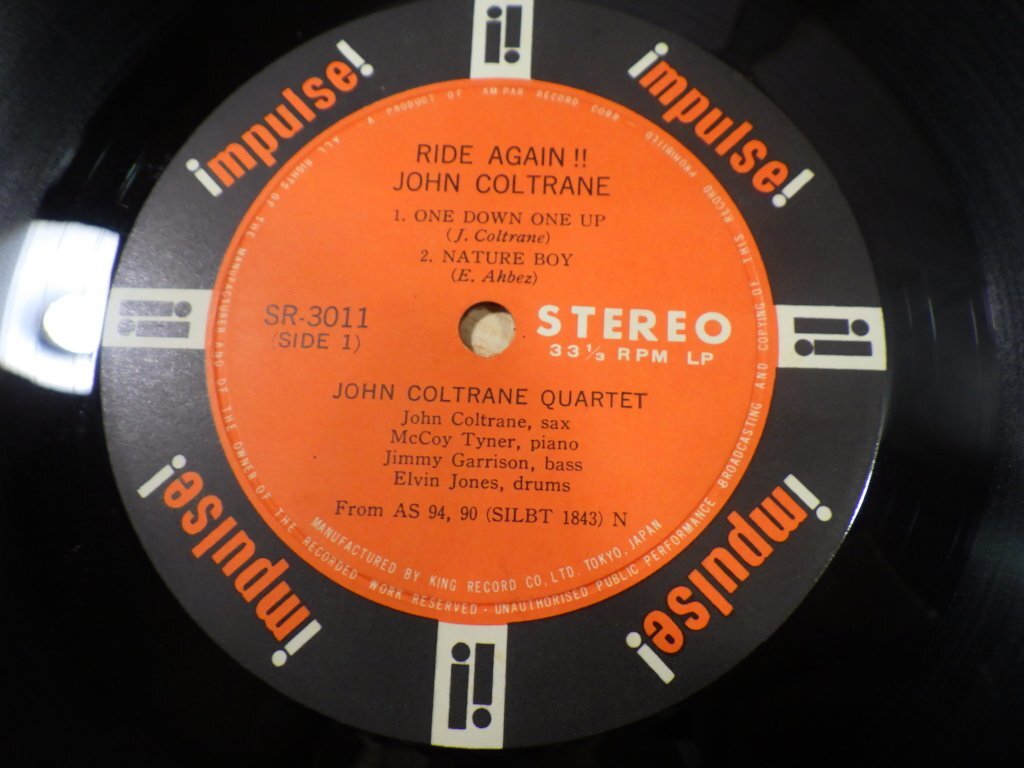 impulse!
impulse!
A PRODUCT OF AM-PAR RECORD CORP.
RIDE AGAIN !!
JOHN COLTRANE
1. ONE DOWN ONE UP
(J. Coltrane)
2. NATURE BOY
(E. Ahbez)
SR-3011
(SIDE 1)
STEREO
33⅓ RPM LP
JOHN COLTRANE QUARTET
John Coltrane, sax
McCoy Tyner, piano
Jimmy Garrison, bass
Elvin Jones, drums
From AS 94, 90 (SILBT 1843) N
MANUFACTURED BY KING RECORD CO., LTD. TOKYO, JAPAN
ALL RIGHTS OF THE MANUFACTURER AND OF THE OWNER OF THE RECORDED WORK RESERVED · UNAUTHORISED PUBLIC PERFORMANCE BROADCASTING AND COPYING OF THIS RECORD PROHIBITED
impulse!
impulse!